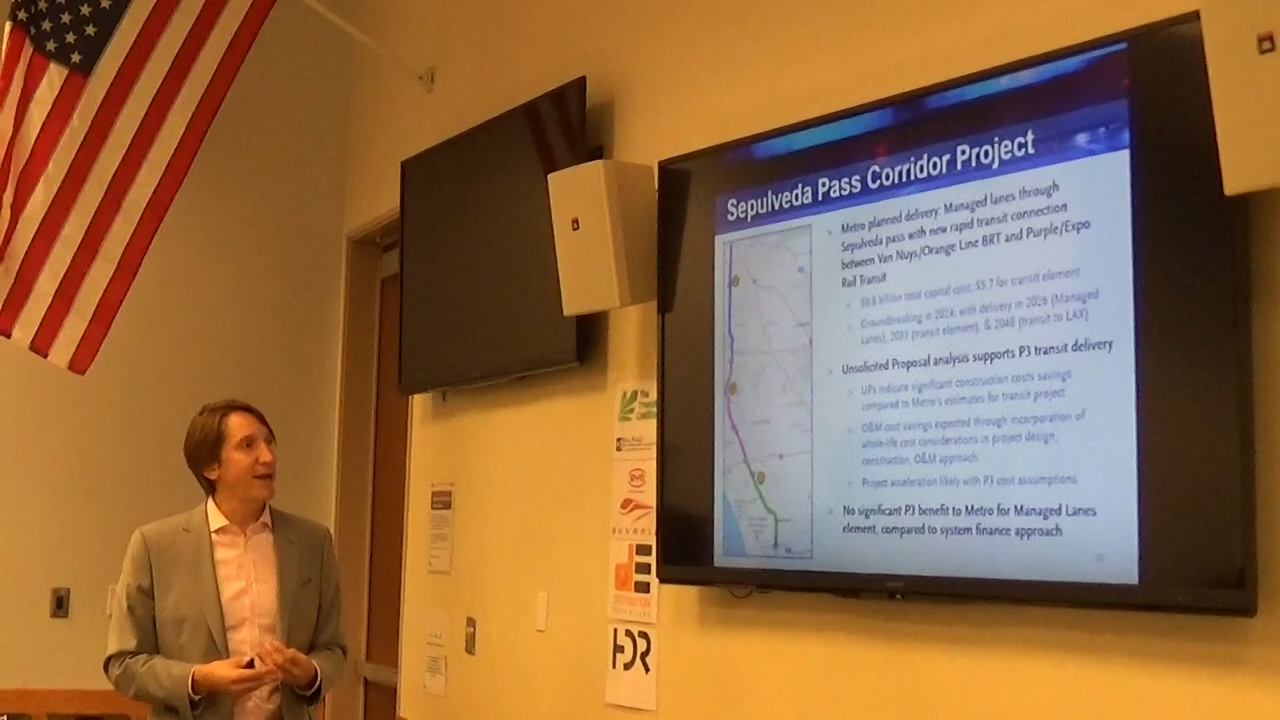 Sepulveda Pass Corridor Project
Metro planned delivery: Managed lanes through
Sepulveda pass with new rapid transit connection
between Van Nuys/Orange Line BRT and Purple/Expo
Rail Transit
billion total capital cost: $5.7 for transit element
Groundbreaking in 2024, with delivery in 2026 (Managed
Lanes), (transit element), & 2048 (transit to LAX)
Unsolicited Proposal analysis supports P3 transit delivery
UPs indicate significant construction costs savings
compared to Metro's estimates for transit project
O&M cost savings expected through incorporation of
whole-life cost considerations in project design,
construction, O&M approach
Project acceleration likely with P3 cost assumptions
No significant P3 benefit to Metro for Managed Lanes
element, compared to system finance approach
The
BYD
HDR